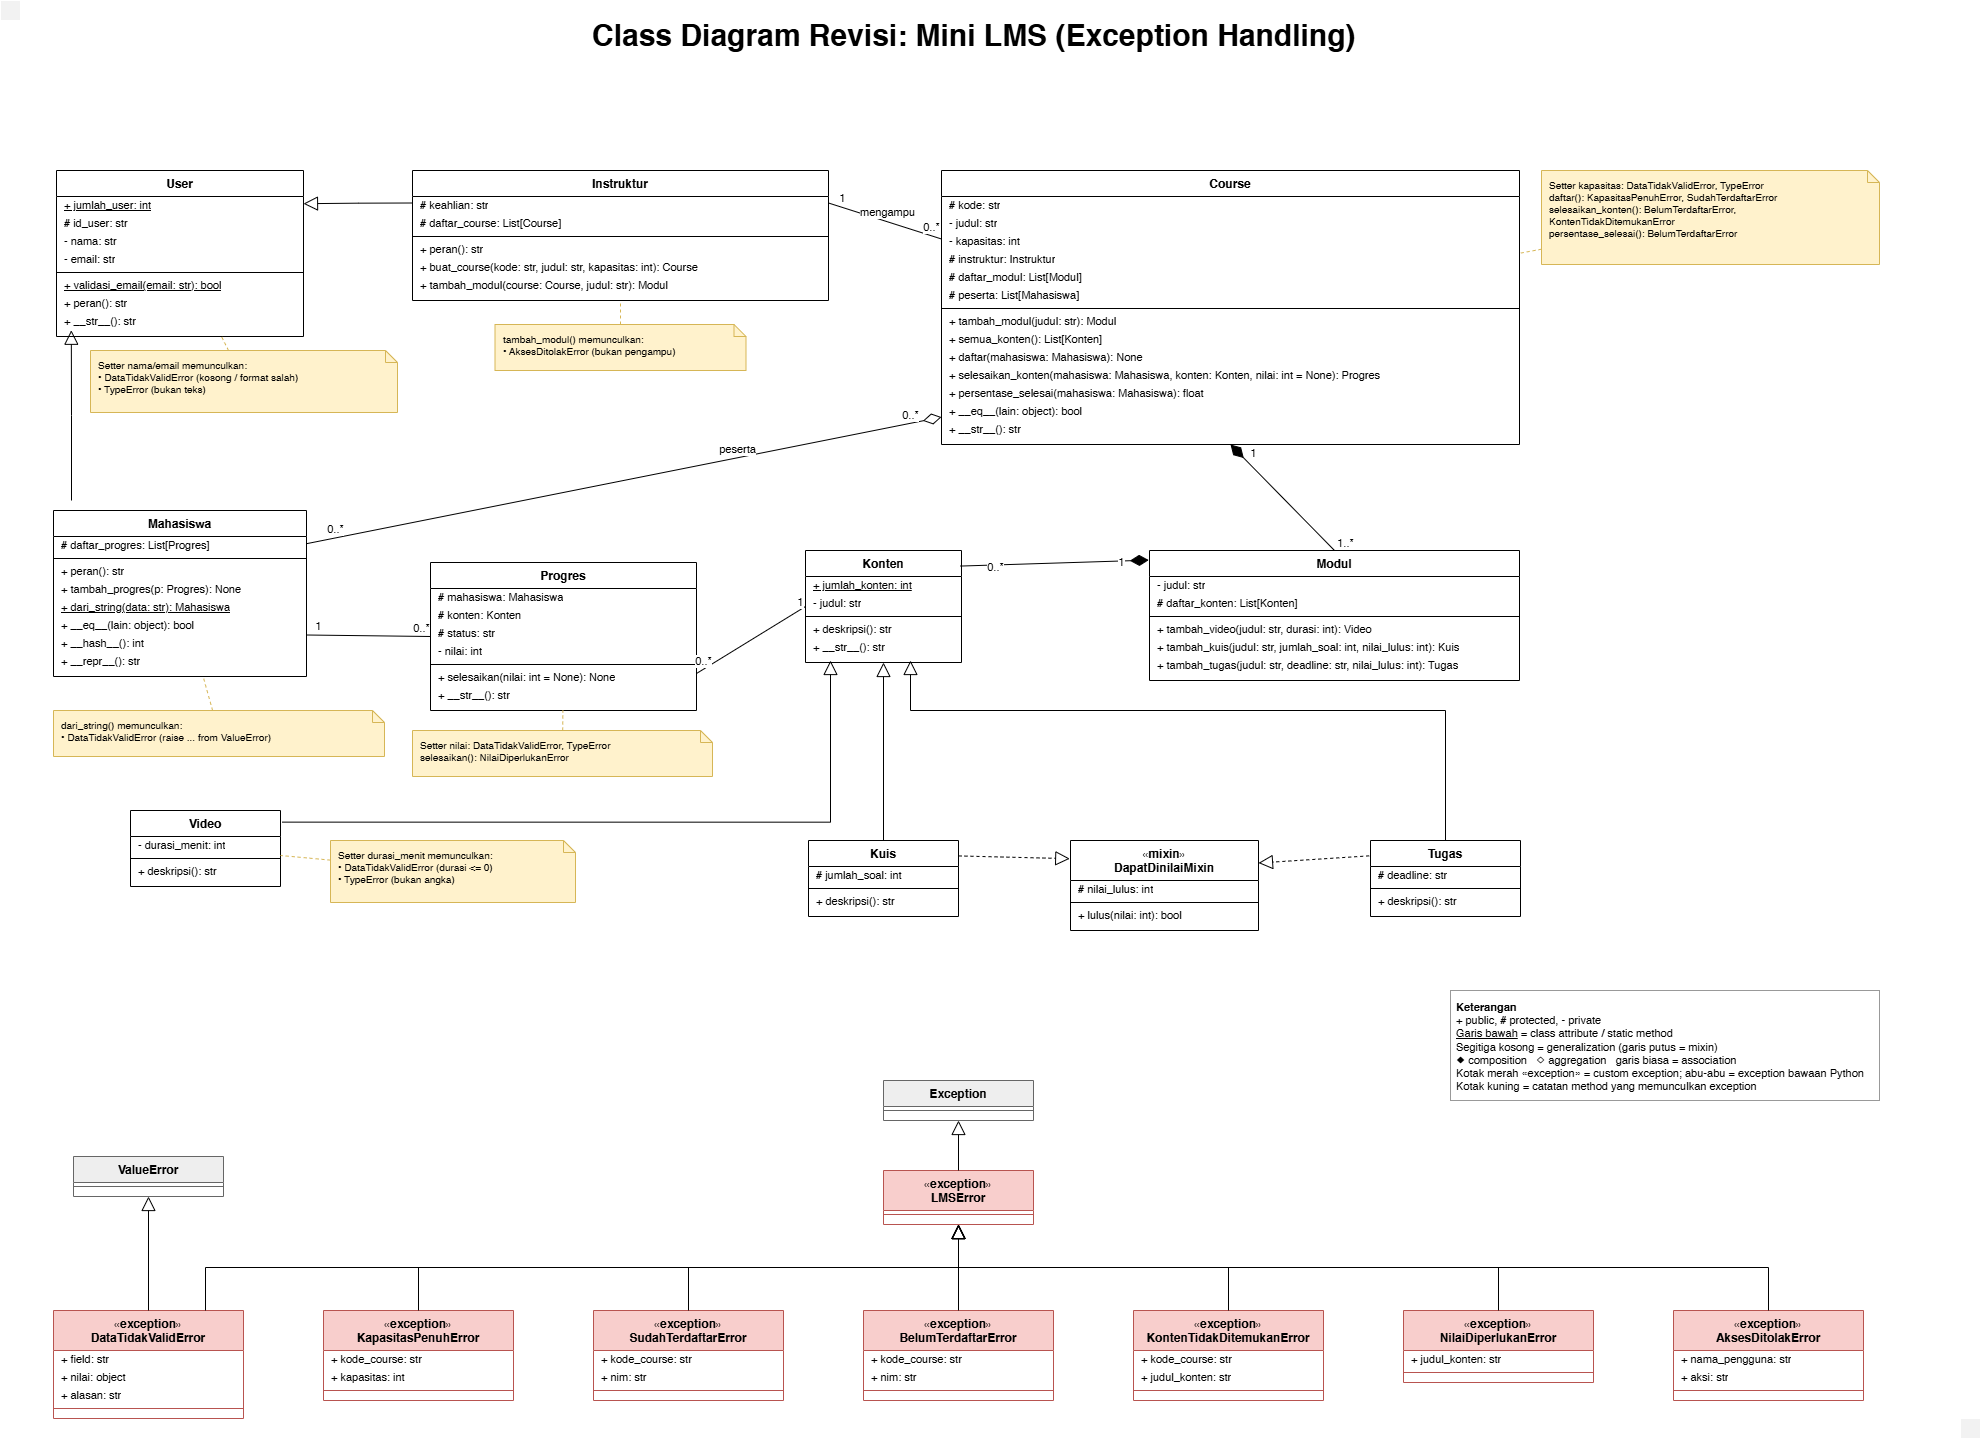 Class Diagram Revisi: Mini LMS (Exception Handling)
User
+ jumlah_user: int
# id_user: str
- nama: str
- email: str
+ validasi_email(email: str): bool
+ peran(): str
+ __str__(): str
Setter nama/email memunculkan:
• DataTidakValidError (kosong / format salah)
• TypeError (bukan teks)
Instruktur
# keahlian: str
# daftar_course: List[Course]
+ peran(): str
+ buat_course(kode: str, judul: str, kapasitas: int): Course
+ tambah_modul(course: Course, judul: str): Modul
tambah_modul() memunculkan:
• AksesDitolakError (bukan pengampu)
1
mengampu
0..*
Course
# kode: str
- judul: str
- kapasitas: int
# instruktur: Instruktur
# daftar_modul: List[Modul]
# peserta: List[Mahasiswa]
+ tambah_modul(judul: str): Modul
+ semua_konten(): List[Konten]
+ daftar(mahasiswa: Mahasiswa): None
+ selesaikan_konten(mahasiswa: Mahasiswa, konten: Konten, nilai: int = None): Progres
+ persentase_selesai(mahasiswa: Mahasiswa): float
+ __eq__(lain: object): bool
+ __str__(): str
Setter kapasitas: DataTidakValidError, TypeError
daftar(): KapasitasPenuhError, SudahTerdaftarError
selesaikan_konten(): BelumTerdaftarError,
KontenTidakDitemukanError
persentase_selesai(): BelumTerdaftarError
0..*
peserta
0..*
1
1..*
Mahasiswa
# daftar_progres: List[Progres]
+ peran(): str
+ tambah_progres(p: Progres): None
+ dari_string(data: str): Mahasiswa
+ __eq__(lain: object): bool
+ __hash__(): int
+ __repr__(): str
dari_string() memunculkan:
• DataTidakValidError (raise ... from ValueError)
1
0..*
Progres
# mahasiswa: Mahasiswa
# konten: Konten
# status: str
- nilai: int
+ selesaikan(nilai: int = None): None
+ __str__(): str
Setter nilai: DataTidakValidError, TypeError
selesaikan(): NilaiDiperlukanError
0..*
1
Konten
+ jumlah_konten: int
- judul: str
+ deskripsi(): str
+ __str__(): str
0..*
1
Modul
- judul: str
# daftar_konten: List[Konten]
+ tambah_video(judul: str, durasi: int): Video
+ tambah_kuis(judul: str, jumlah_soal: int, nilai_lulus: int): Kuis
+ tambah_tugas(judul: str, deadline: str, nilai_lulus: int): Tugas
Video
- durasi_menit: int
+ deskripsi(): str
Setter durasi_menit memunculkan:
• DataTidakValidError (durasi <= 0)
• TypeError (bukan angka)
Kuis
# jumlah_soal: int
+ deskripsi(): str
«mixin»
DapatDinilaiMixin
# nilai_lulus: int
+ lulus(nilai: int): bool
Tugas
# deadline: str
+ deskripsi(): str
Keterangan
+ public, # protected, - private
Garis bawah = class attribute / static method
Segitiga kosong = generalization (garis putus = mixin)
◆ composition ◇ aggregation garis biasa = association
Kotak merah «exception» = custom exception; abu-abu = exception bawaan Python
Kotak kuning = catatan method yang memunculkan exception
Exception
ValueError
«exception»
LMSError
«exception»
DataTidakValidError
+ field: str
+ nilai: object
+ alasan: str
«exception»
KapasitasPenuhError
+ kode_course: str
+ kapasitas: int
«exception»
SudahTerdaftarError
+ kode_course: str
+ nim: str
«exception»
BelumTerdaftarError
+ kode_course: str
+ nim: str
«exception»
KontenTidakDitemukanError
+ kode_course: str
+ judul_konten: str
«exception»
NilaiDiperlukanError
+ judul_konten: str
«exception»
AksesDitolakError
+ nama_pengguna: str
+ aksi: str